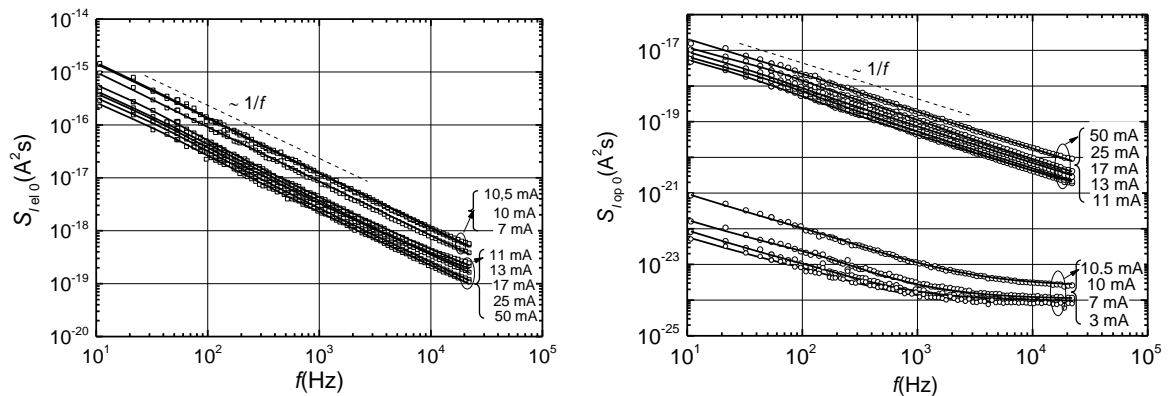 10^-14
10^-15
10^-16
10^-17
10^-18
10^-19
10^-20
S_I el 0 (A^2s)
~ 1/f
10,5 mA
10 mA
7 mA
11 mA
13 mA
17 mA
25 mA
50 mA
10^1
10^2
10^3
10^4
10^5
f(Hz)
10^-17
10^-19
10^-21
10^-23
10^-25
S_I op 0 (A^2s)
~ 1/f
50 mA
25 mA
17 mA
13 mA
11 mA
10.5 mA
10 mA
7 mA
3 mA
10^1
10^2
10^3
10^4
10^5
f(Hz)